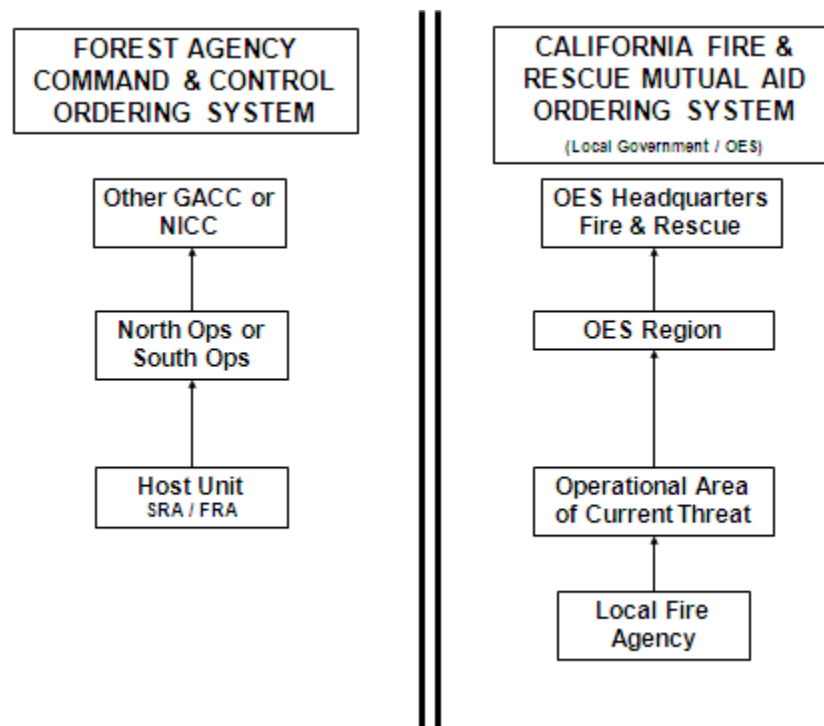 FOREST AGENCY
COMMAND & CONTROL
ORDERING SYSTEM
Other GACC or
NICC
North Ops or
South Ops
Host Unit
SRA / FRA
CALIFORNIA FIRE &
RESCUE MUTUAL AID
ORDERING SYSTEM
(Local Government / OES)
OES Headquarters
Fire & Rescue
OES Region
Operational Area
of Current Threat
Local Fire
Agency